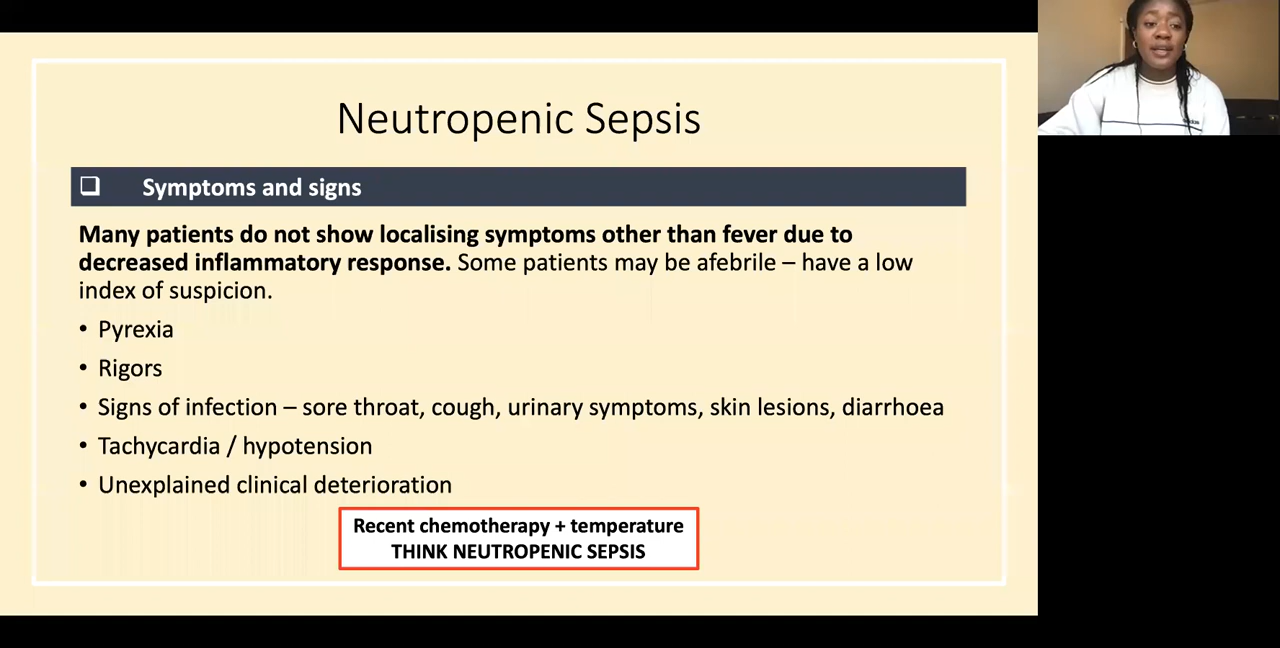 Neutropenic Sepsis
Symptoms and signs
Many patients do not show localising symptoms other than fever due to
decreased inflammatory response. Some patients may be afebrile – have a low
index of suspicion.
• Pyrexia
• Rigors
• Signs of infection – sore throat, cough, urinary symptoms, skin lesions, diarrhoea
• Tachycardia / hypotension
• Unexplained clinical deterioration
Recent chemotherapy + temperature
THINK NEUTROPENIC SEPSIS